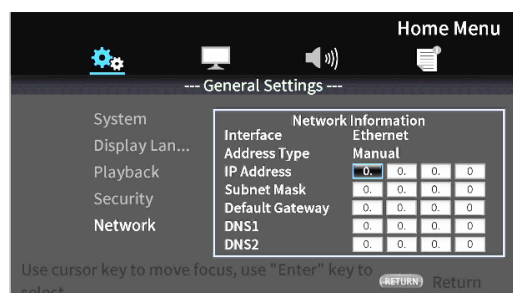 Home Menu
--- General Settings ---
System
Display Lan...
Playback
Security
Network
Network Information
Interface Ethernet
Address Type Manual
IP Address 0. 0. 0. 0
Subnet Mask 0. 0. 0. 0
Default Gateway 0. 0. 0. 0
DNS1 0. 0. 0. 0
DNS2 0. 0. 0. 0
Use cursor key to move focus, use "Enter" key to
select
RETURN Return